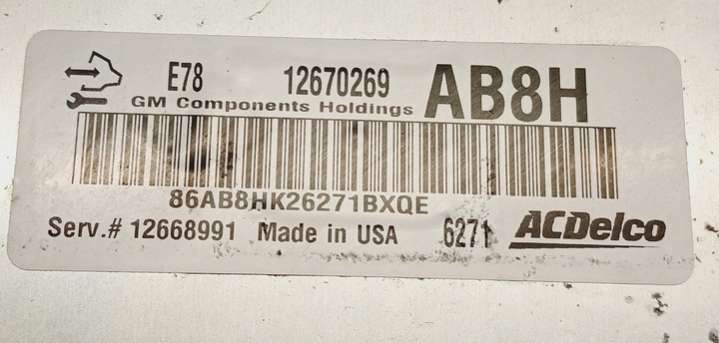 E78 12670269 AB8H
GM Components Holdings
86AB8HK26271BXQE
Serv.# 12668991 Made in USA 6271 ACDelco